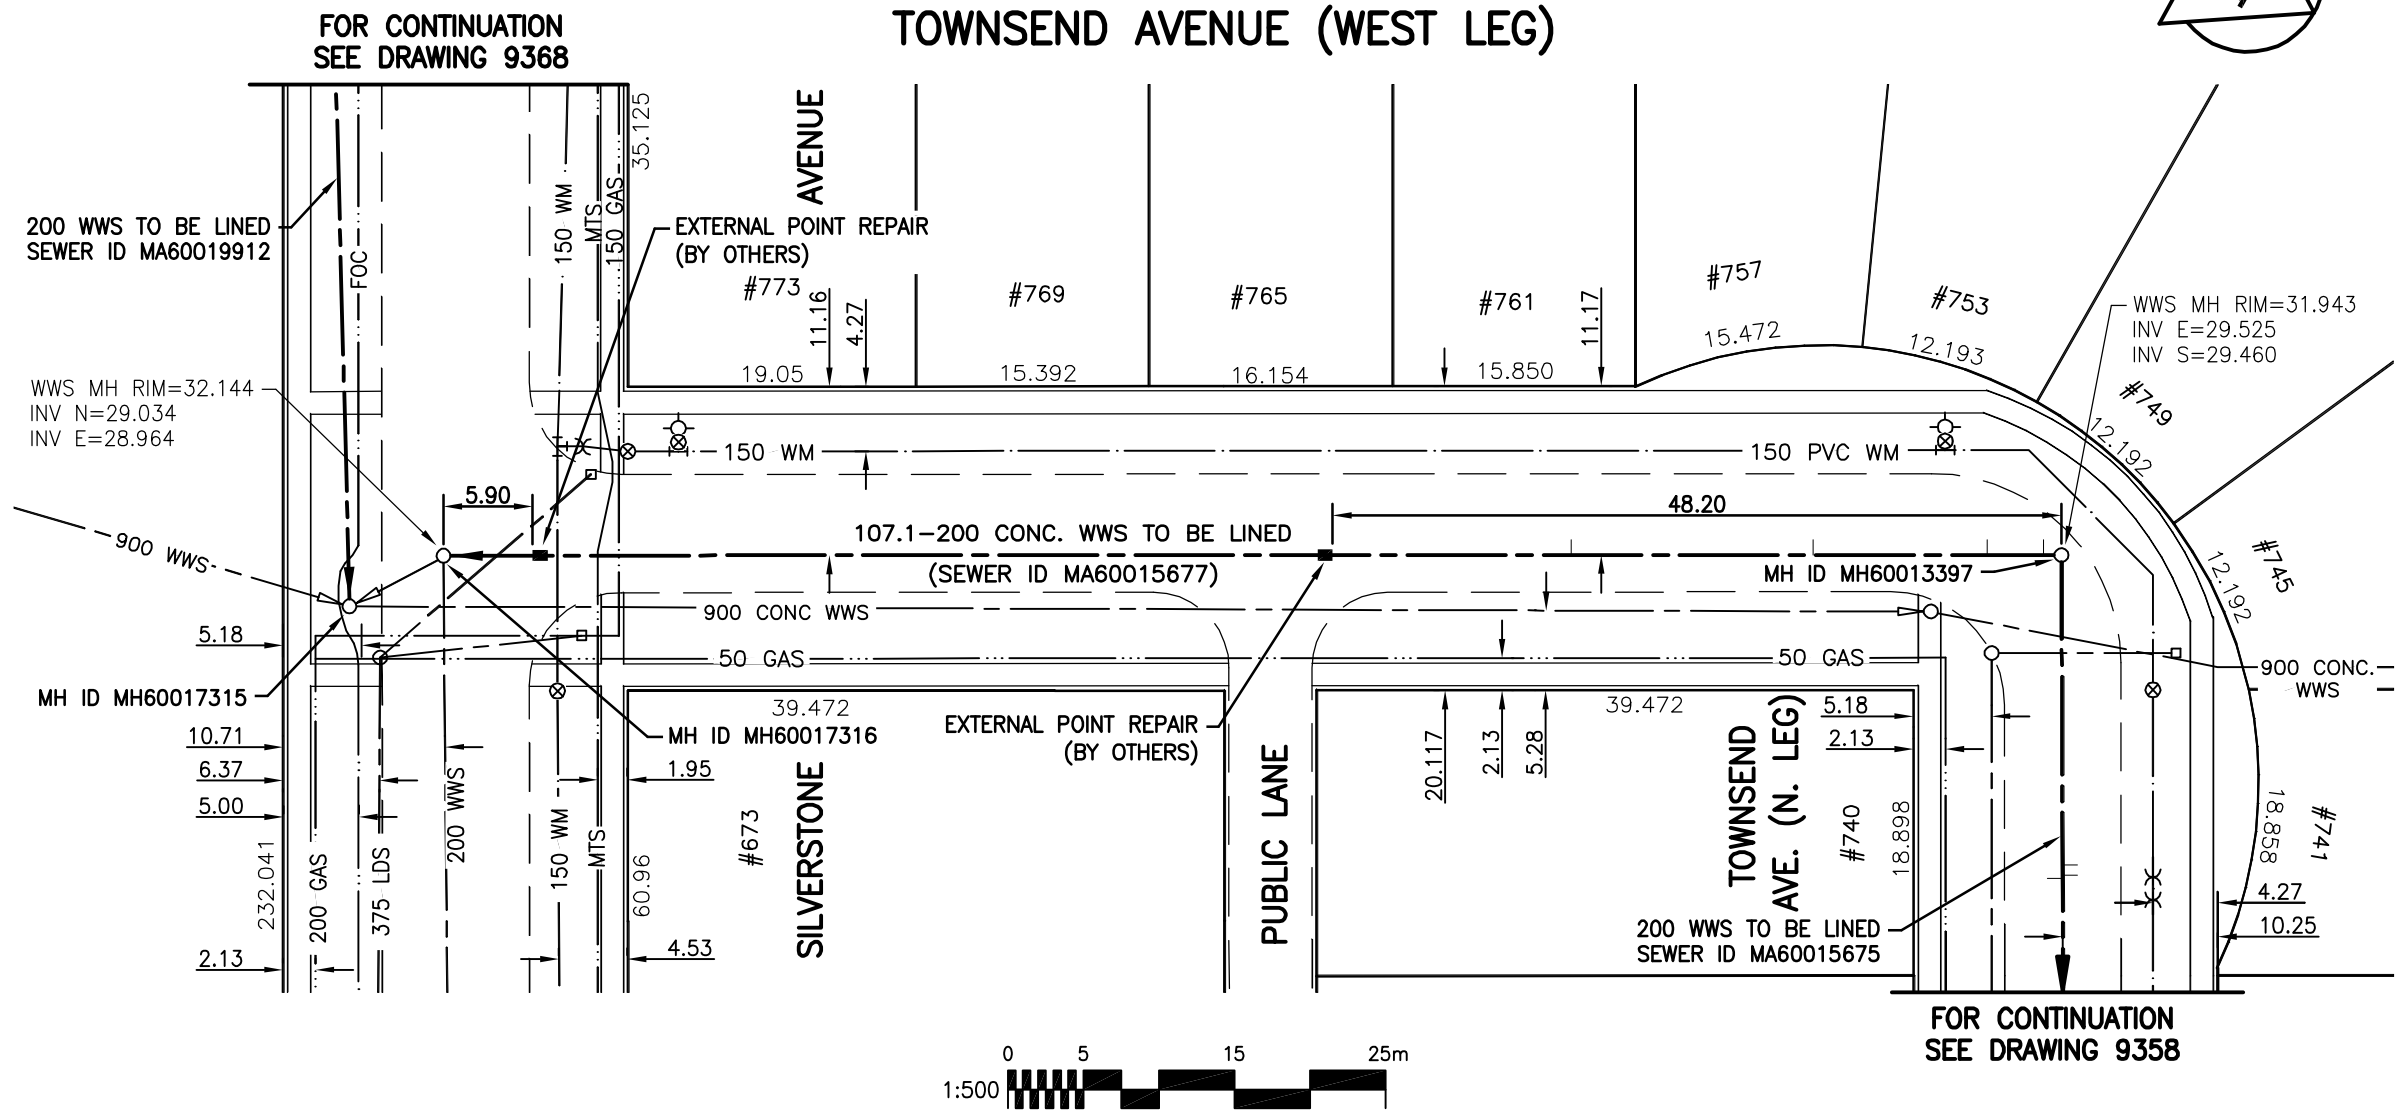 TOWNSEND AVENUE (WEST LEG)
FOR CONTINUATION
SEE DRAWING 9368
35.125
AVENUE
150 WM
MTS
150 GAS
FOC
200 WWS TO BE LINED
SEWER ID MA60019912
EXTERNAL POINT REPAIR
(BY OTHERS)
#773
#769
#765
#761
#757
#753
#749
#745
#741
11.16
4.27
11.17
19.05
15.392
16.154
15.850
15.472
12.193
12.192
12.192
18.858
WWS MH RIM=31.943
INV E=29.525
INV S=29.460
WWS MH RIM=32.144
INV N=29.034
INV E=28.964
150 WM
150 PVC WM
5.90
48.20
107.1-200 CONC. WWS TO BE LINED
(SEWER ID MA60015677)
MH ID MH60013397
900 WWS
900 CONC WWS
5.18
50 GAS
50 GAS
900 CONC.
WWS
MH ID MH60017315
39.472
39.472
EXTERNAL POINT REPAIR
(BY OTHERS)
MH ID MH60017316
10.71
6.37
5.00
1.95
20.117
2.13
5.28
5.18
2.13
TOWNSEND
AVE. (N. LEG)
#740
18.898
#673
SILVERSTONE
PUBLIC LANE
232.041
200 GAS
375 LDS
200 WWS
150 WM
MTS
60.96
2.13
4.53
4.27
10.25
200 WWS TO BE LINED
SEWER ID MA60015675
FOR CONTINUATION
SEE DRAWING 9358
0 5 15 25m
1:500